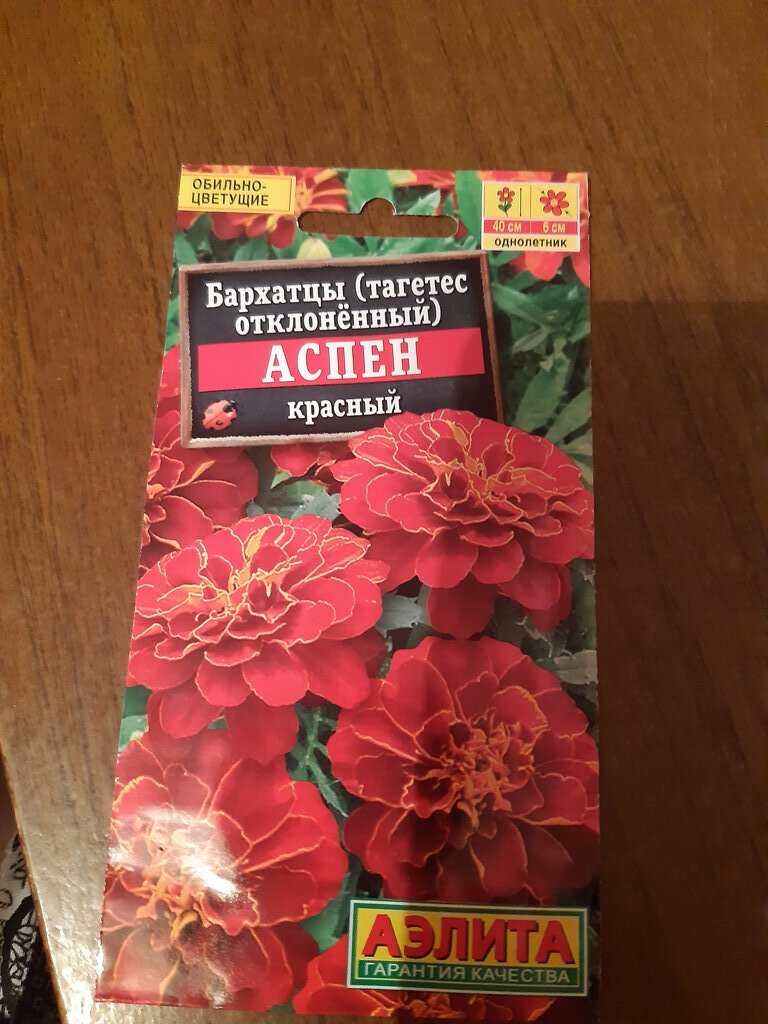 ОБИЛЬНО-
ЦВЕТУЩИЕ
40 см 6 см
однолетник
Бархатцы (тагетес
отклонённый)
АСПЕН
красный
АЭЛИТА
ГАРАНТИЯ КАЧЕСТВА